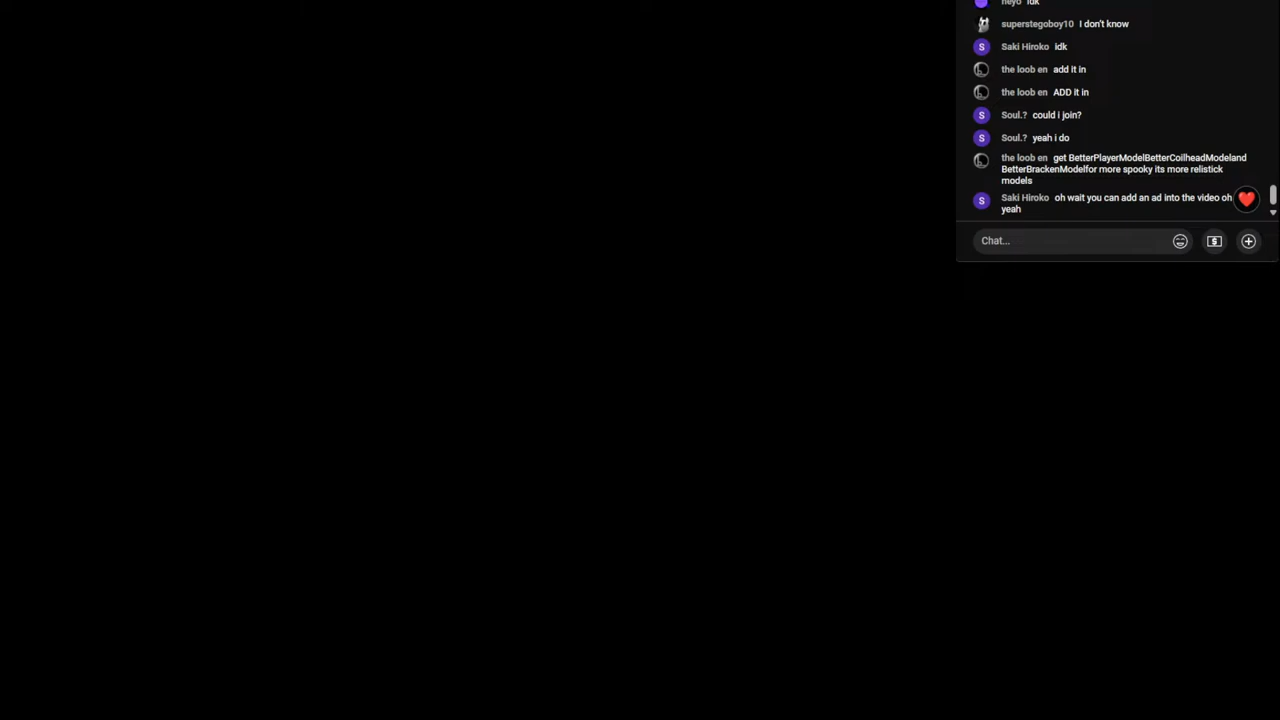 heyo idk
superstegoboy10 I don't know
Saki Hiroko idk
the loob en add it in
the loob en ADD it in
Soul.? could i join?
Soul.? yeah i do
the loob en get BetterPlayerModelBetterCoilheadModeland
BetterBrackenModelfor more spooky its more relistick
models
Saki Hiroko oh wait you can add an ad into the video oh
yeah
Chat...